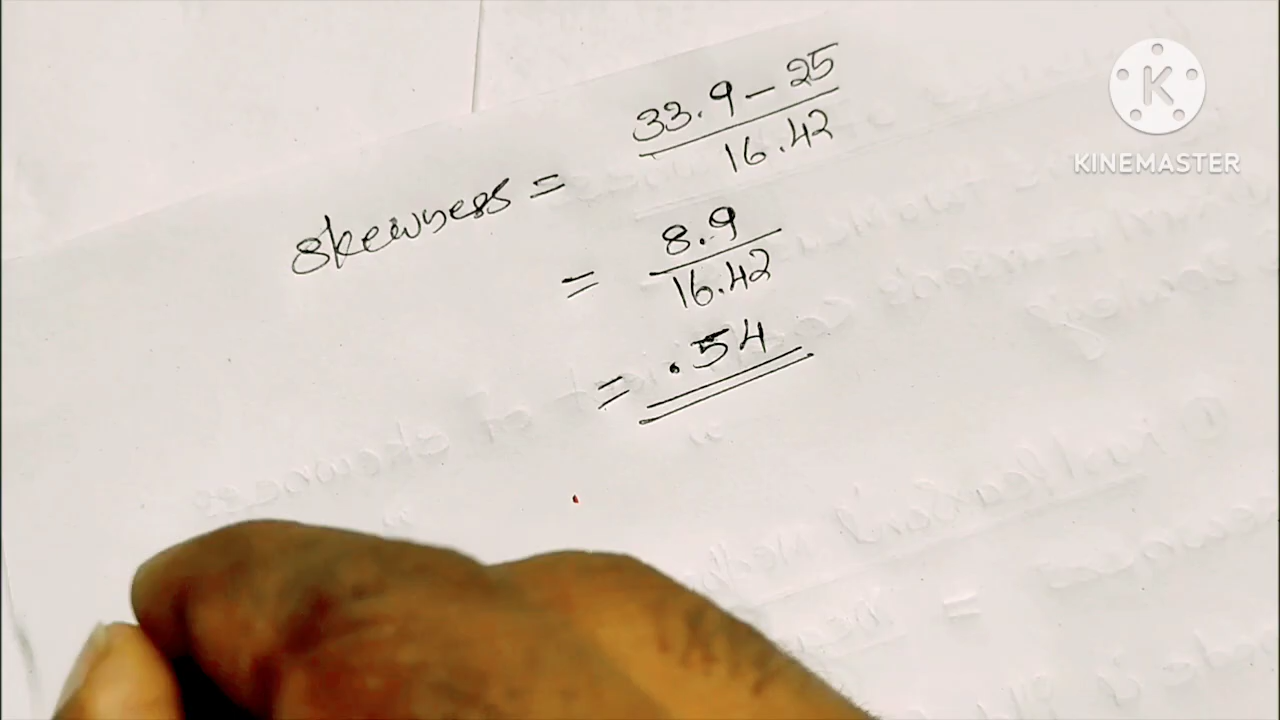 33.9 - 25
skewness =
16.42
8.9
=
16.42
= .54
K
KINEMASTER